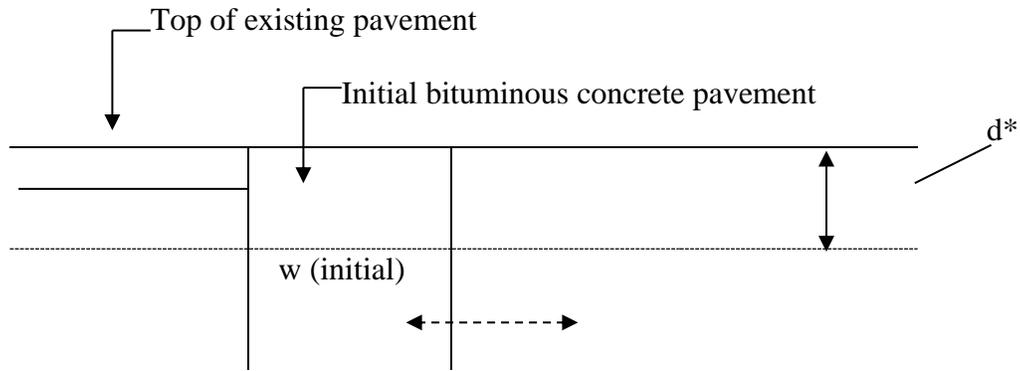 Top of existing pavement
Initial bituminous concrete pavement
d*
w (initial)